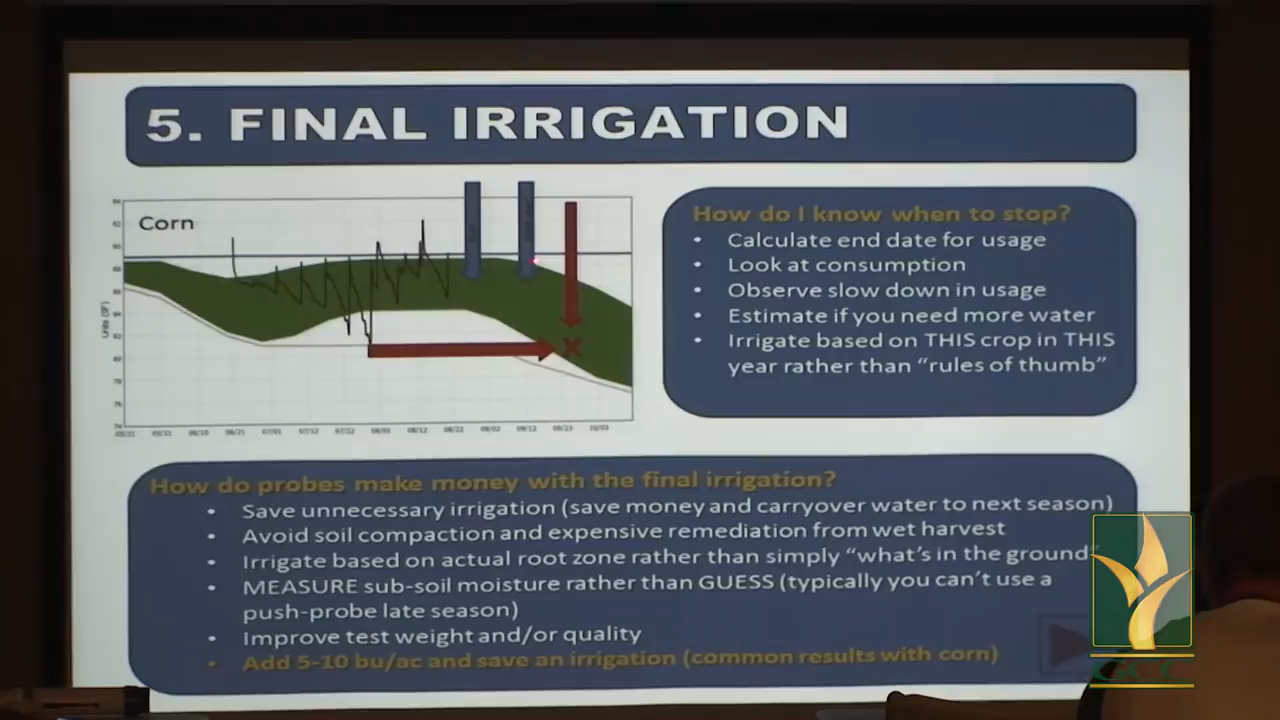 5. FINAL IRRIGATION
Corn
How do I know when to stop?
• Calculate end date for usage
• Look at consumption
• Observe slow down in usage
• Estimate if you need more water
• Irrigate based on THIS crop in THIS
year rather than “rules of thumb”
How do probes make money with the final irrigation?
• Save unnecessary irrigation (save money and carryover water to next season)
• Avoid soil compaction and expensive remediation from wet harvest
• Irrigate based on actual root zone rather than simply “what’s in the ground
• MEASURE sub-soil moisture rather than GUESS (typically you can’t use a
push-probe late season)
• Improve test weight and/or quality
• Add 5-10 bu/ac and save an irrigation (common results with corn)